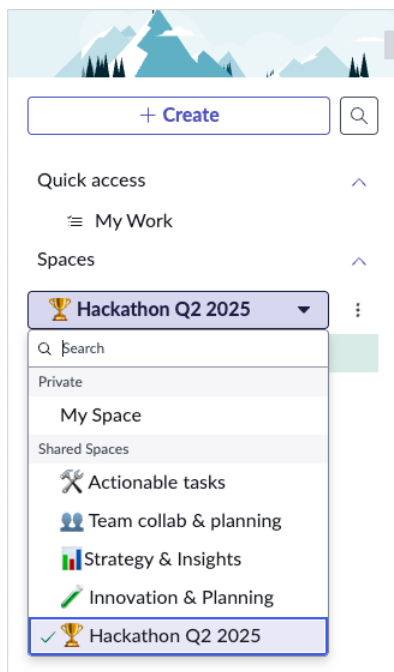 + Create
Quick access
My Work
Spaces
🏆 Hackathon Q2 2025
Search
Private
My Space
Shared Spaces
🛠️ Actionable tasks
👥 Team collab & planning
📊 Strategy & Insights
🧪 Innovation & Planning
✓ 🏆 Hackathon Q2 2025